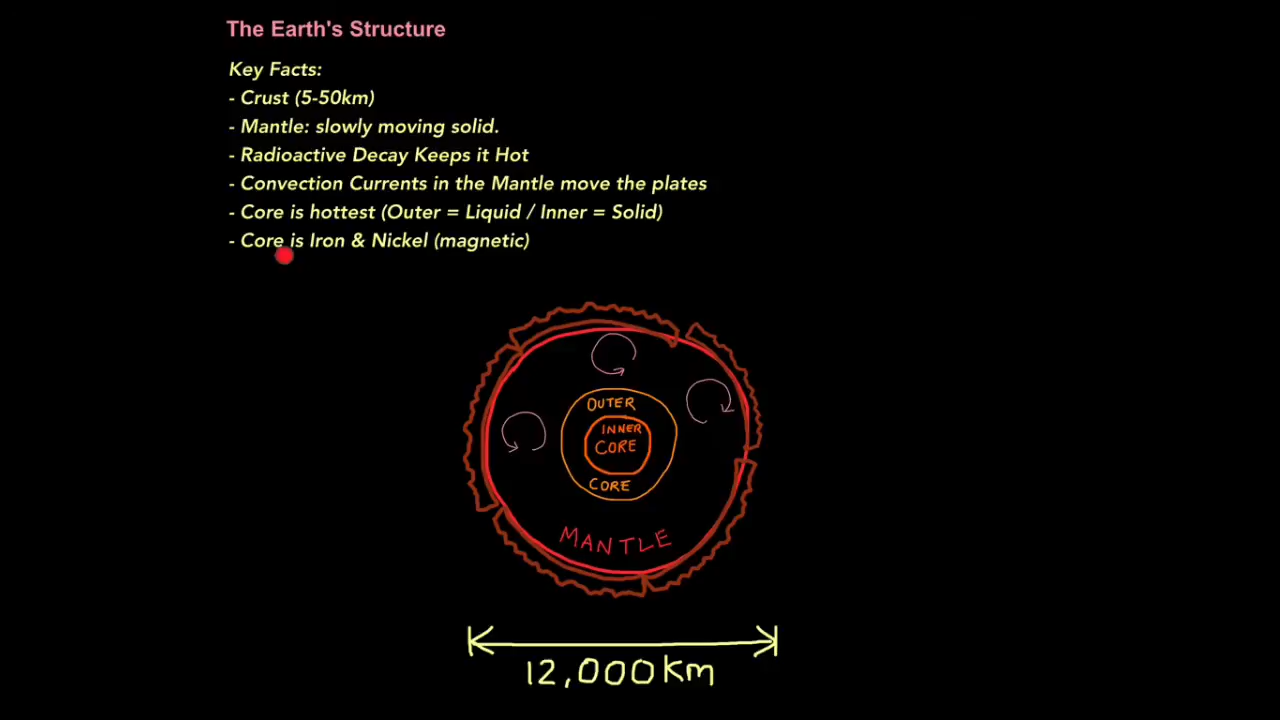 The Earth's Structure
Key Facts:
- Crust (5-50km)
- Mantle: slowly moving solid.
- Radioactive Decay Keeps it Hot
- Convection Currents in the Mantle move the plates
- Core is hottest (Outer = Liquid / Inner = Solid)
- Core is Iron & Nickel (magnetic)
OUTER
INNER
CORE
CORE
MANTLE
12,000km